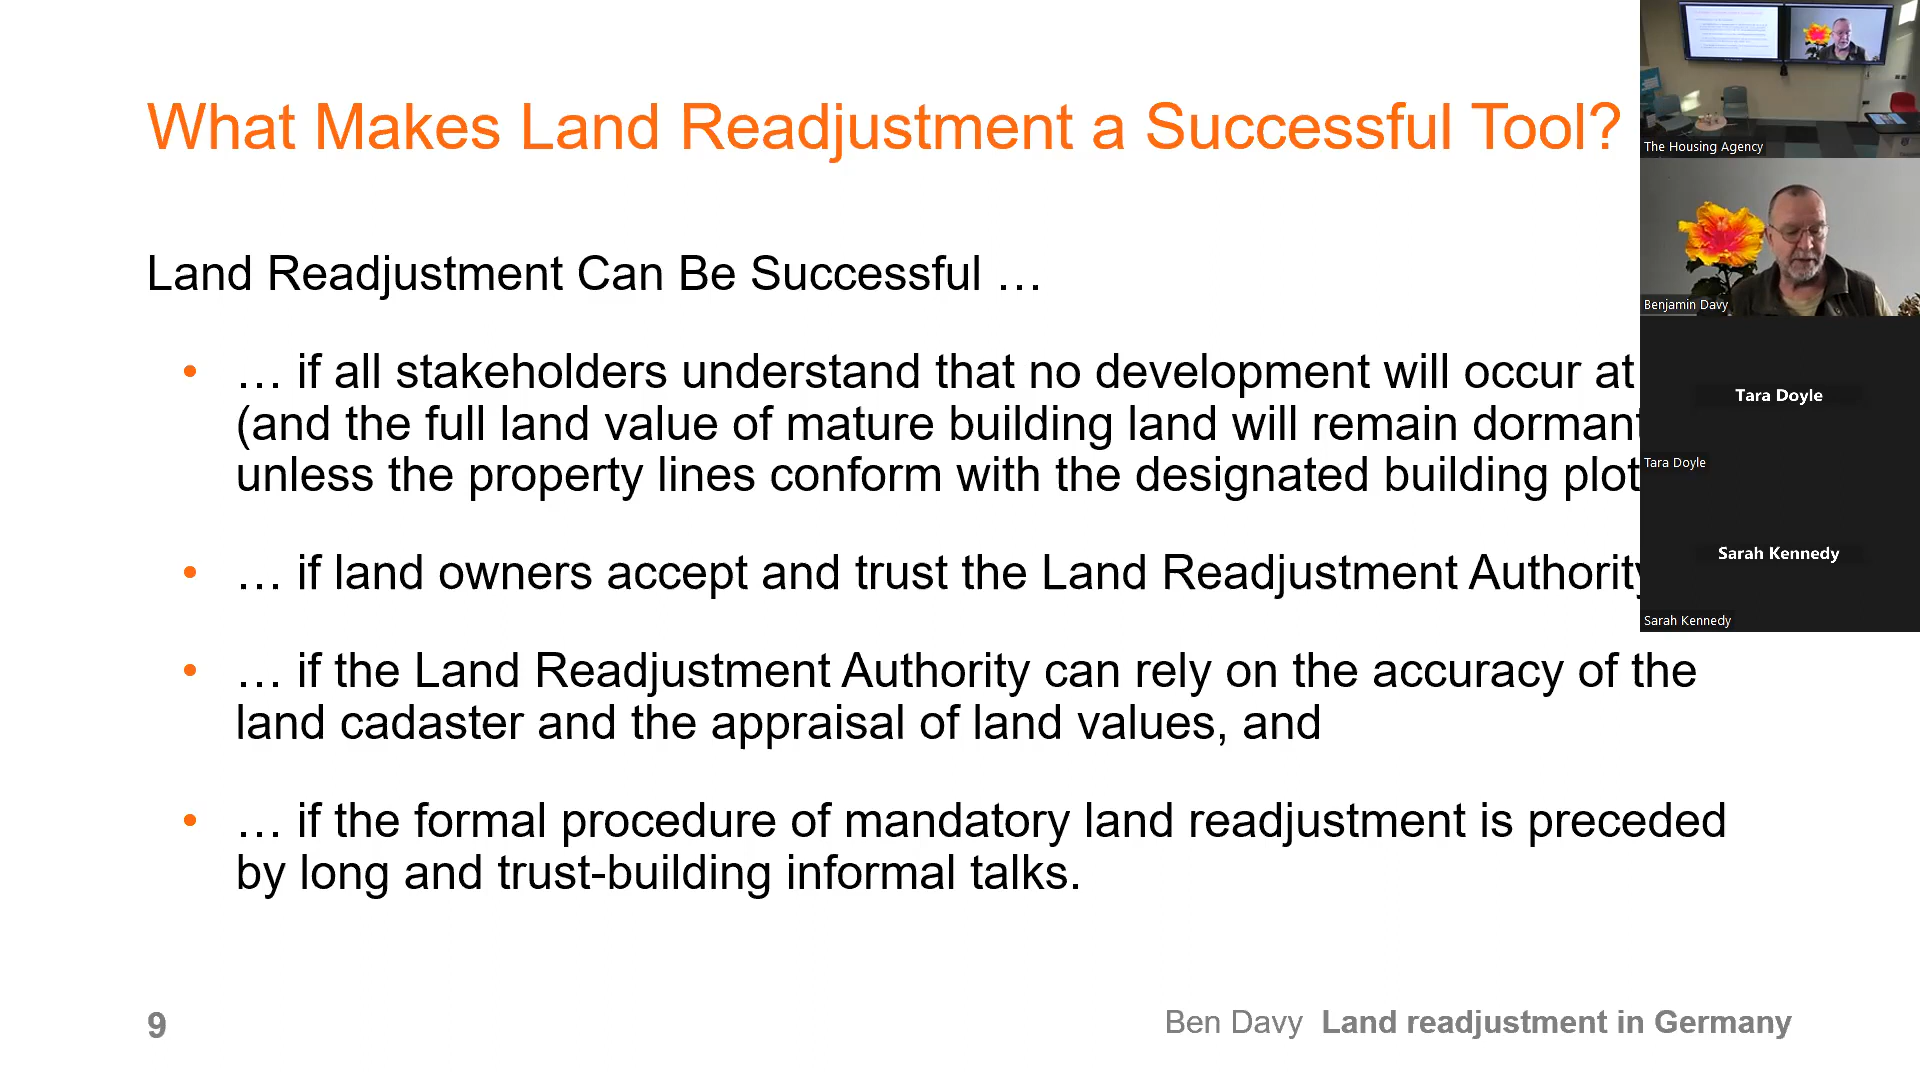 What Makes Land Readjustment a Successful Tool?
Land Readjustment Can Be Successful …
• … if all stakeholders understand that no development will occur at
(and the full land value of mature building land will remain dormant
unless the property lines conform with the designated building plot
• … if land owners accept and trust the Land Readjustment Authority
• … if the Land Readjustment Authority can rely on the accuracy of the
land cadaster and the appraisal of land values, and
• … if the formal procedure of mandatory land readjustment is preceded
by long and trust-building informal talks.
9
Ben Davy Land readjustment in Germany
The Housing Agency
Benjamin Davy
Tara Doyle
Tara Doyle
Sarah Kennedy
Sarah Kennedy